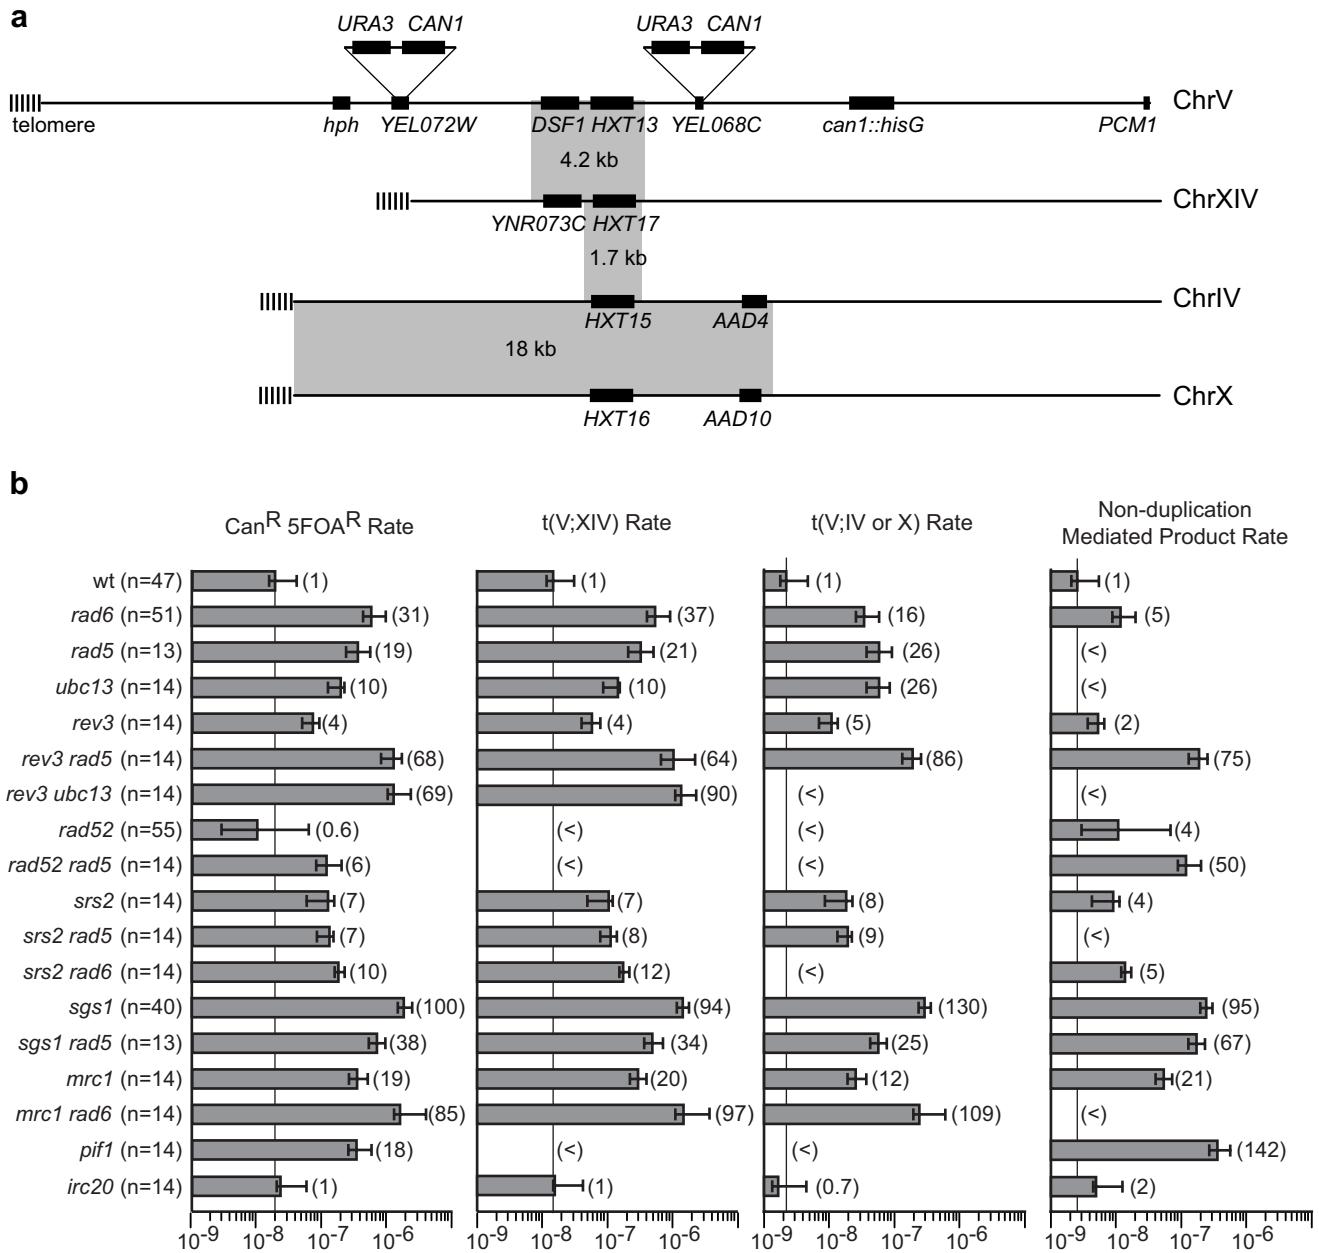 a
URA3 CAN1 URA3 CAN1
ChrV
telomere hph YEL072W DSF1 HXT13 YEL068C can1::hisG PCM1
4.2 kb
ChrXIV
YNR073C HXT17
1.7 kb
ChrIV
HXT15 AAD4
18 kb
ChrX
HXT16 AAD10
b
CanR 5FOAR Rate t(V;XIV) Rate t(V;IV or X) Rate Non-duplication
Mediated Product Rate
wt (n=47) (1) (1) (1) (1)
rad6 (n=51) (31) (37) (16) (5)
rad5 (n=13) (19) (21) (26) (<)
ubc13 (n=14) (10) (10) (26) (<)
rev3 (n=14) (4) (4) (5) (2)
rev3 rad5 (n=14) (68) (64) (86) (75)
rev3 ubc13 (n=14) (69) (90) (<) (<)
rad52 (n=55) (0.6) (<) (<) (4)
rad52 rad5 (n=14) (6) (<) (<) (50)
srs2 (n=14) (7) (7) (8) (4)
srs2 rad5 (n=14) (7) (8) (9) (<)
srs2 rad6 (n=14) (10) (12) (<) (5)
sgs1 (n=40) (100) (94) (130) (95)
sgs1 rad5 (n=13) (38) (34) (25) (67)
mrc1 (n=14) (19) (20) (12) (21)
mrc1 rad6 (n=14) (85) (97) (109) (<)
pif1 (n=14) (18) (<) (<) (142)
irc20 (n=14) (1) (1) (0.7) (2)
10-9 10-8 10-7 10-6 10-9 10-8 10-7 10-6 10-9 10-8 10-7 10-6 10-9 10-8 10-7 10-6